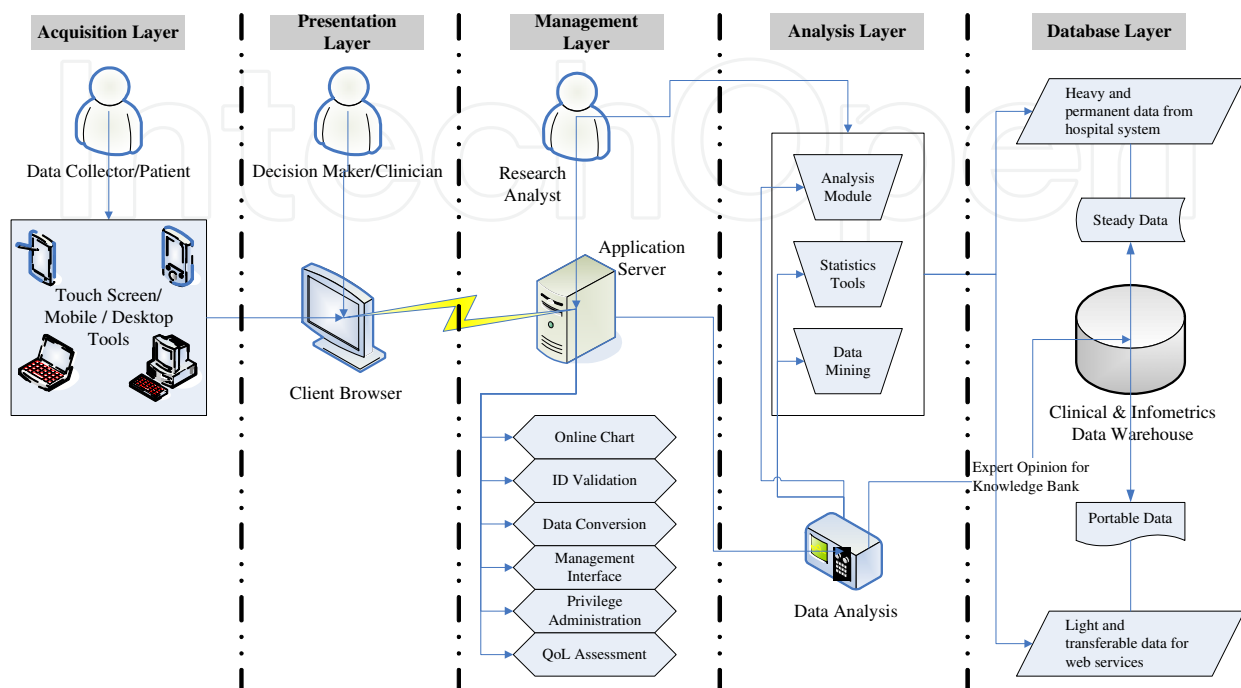 Acquisition Layer
Presentation
Layer
Management
Layer
Analysis Layer
Database Layer
IntechOpen
Data Collector/Patient
Touch Screen/
Mobile / Desktop
Tools
Decision Maker/Clinician
Client Browser
Research
Analyst
Application
Server
Online Chart
ID Validation
Data Conversion
Management
Interface
Privilege
Administration
QoL Assessment
Analysis
Module
Statistics
Tools
Data
Mining
Data Analysis
Heavy and
permanent data from
hospital system
Steady Data
Clinical & Infometrics
Data Warehouse
Expert Opinion for
Knowledge Bank
Portable Data
Light and
transferable data for
web services